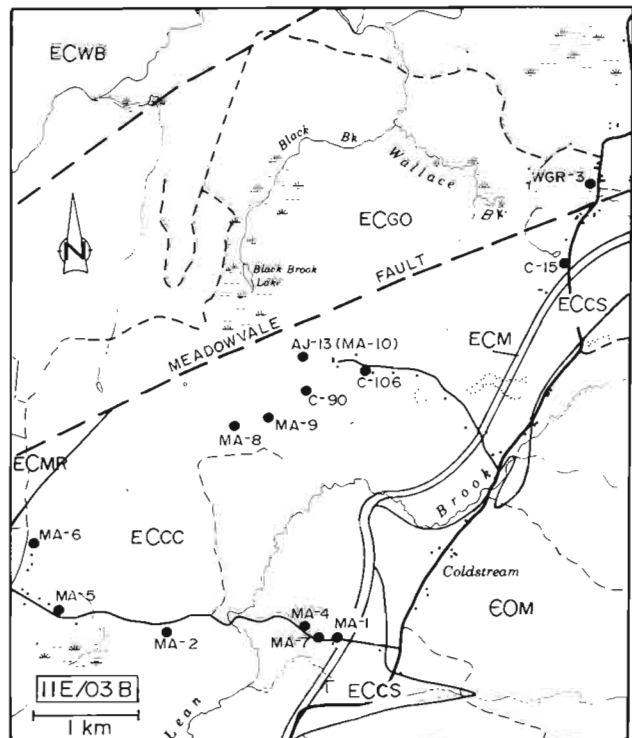 ECWB
Black Bk
Wallace Bk
WGR-3
N
ECGO
Black Brook
Lake
C-15
MEADOWVALE FAULT
ECCS
ECM
AJ-13 (MA-10)
C-106
C-90
MA-9
MA-8
ECMR
Brook
MA-6
ECCC
Coldstream
MA-5
MA-4
ЄOM
MA-2
MA-7
MA-1
11E/03 B
ECCS
1 km
Lean